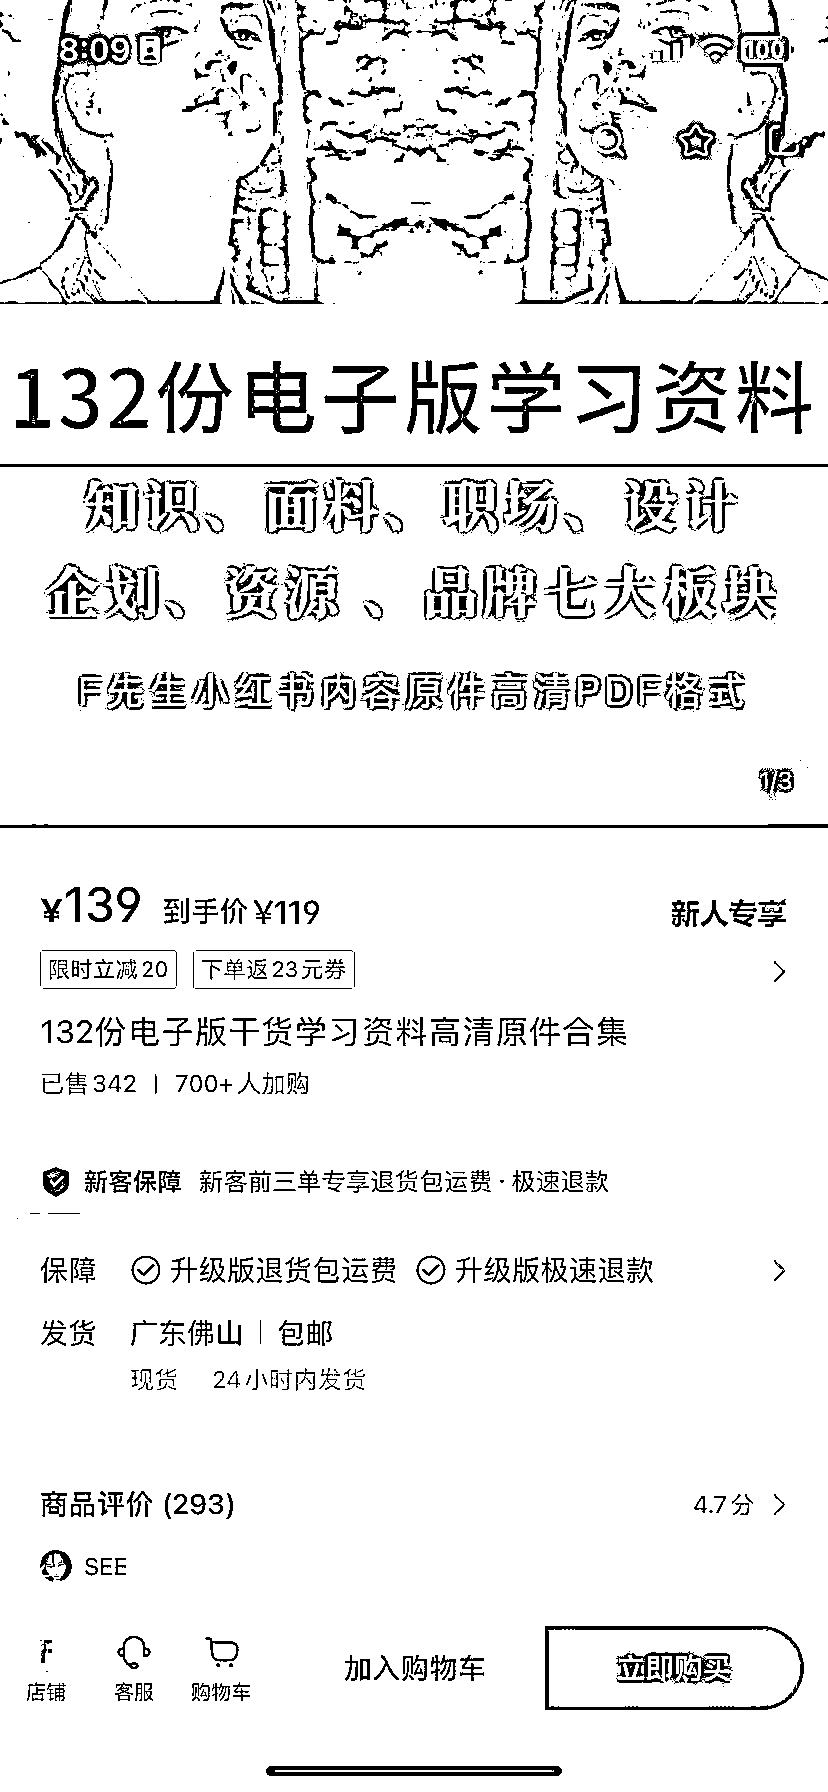 8:09 100
132份电子版学习资料
知识、面料、职场、设计
企划、资源、品牌七大板块
F先生小红书内容原件高清PDF格式
1/3
¥139 到手价¥119 新人专享
限时立减20 下单返23元券
132份电子版干货学习资料高清原件合集
已售342 | 700+人加购
新客保障 新客前三单专享退货包运费·极速退款
保障 升级版退货包运费 升级版极速退款
发货 广东佛山 | 包邮
现货 24小时内发货
商品评价 (293) 4.7分
SEE
F
店铺 客服 购物车 加入购物车 立即购买